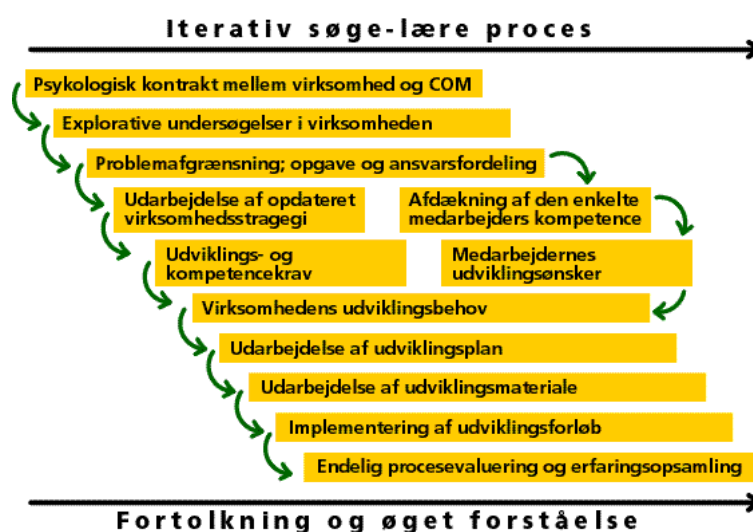 Iterativ søge-lære proces
Psykologisk kontrakt mellem virksomhed og COM
Explorative undersøgelser i virksomheden
Problemafgrænsning; opgave og ansvarsfordeling
Udarbejdelse af opdateret
virksomhedsstragegi
Afdækning af den enkelte
medarbejders kompetence
Udviklings- og
kompetencekrav
Medarbejdernes
udviklingsønsker
Virksomhedens udviklingsbehov
Udarbejdelse af udviklingsplan
Udarbejdelse af udviklingsmateriale
Implementering af udviklingsforløb
Endelig procesevaluering og erfaringsopsamling
Fortolkning og øget forståelse